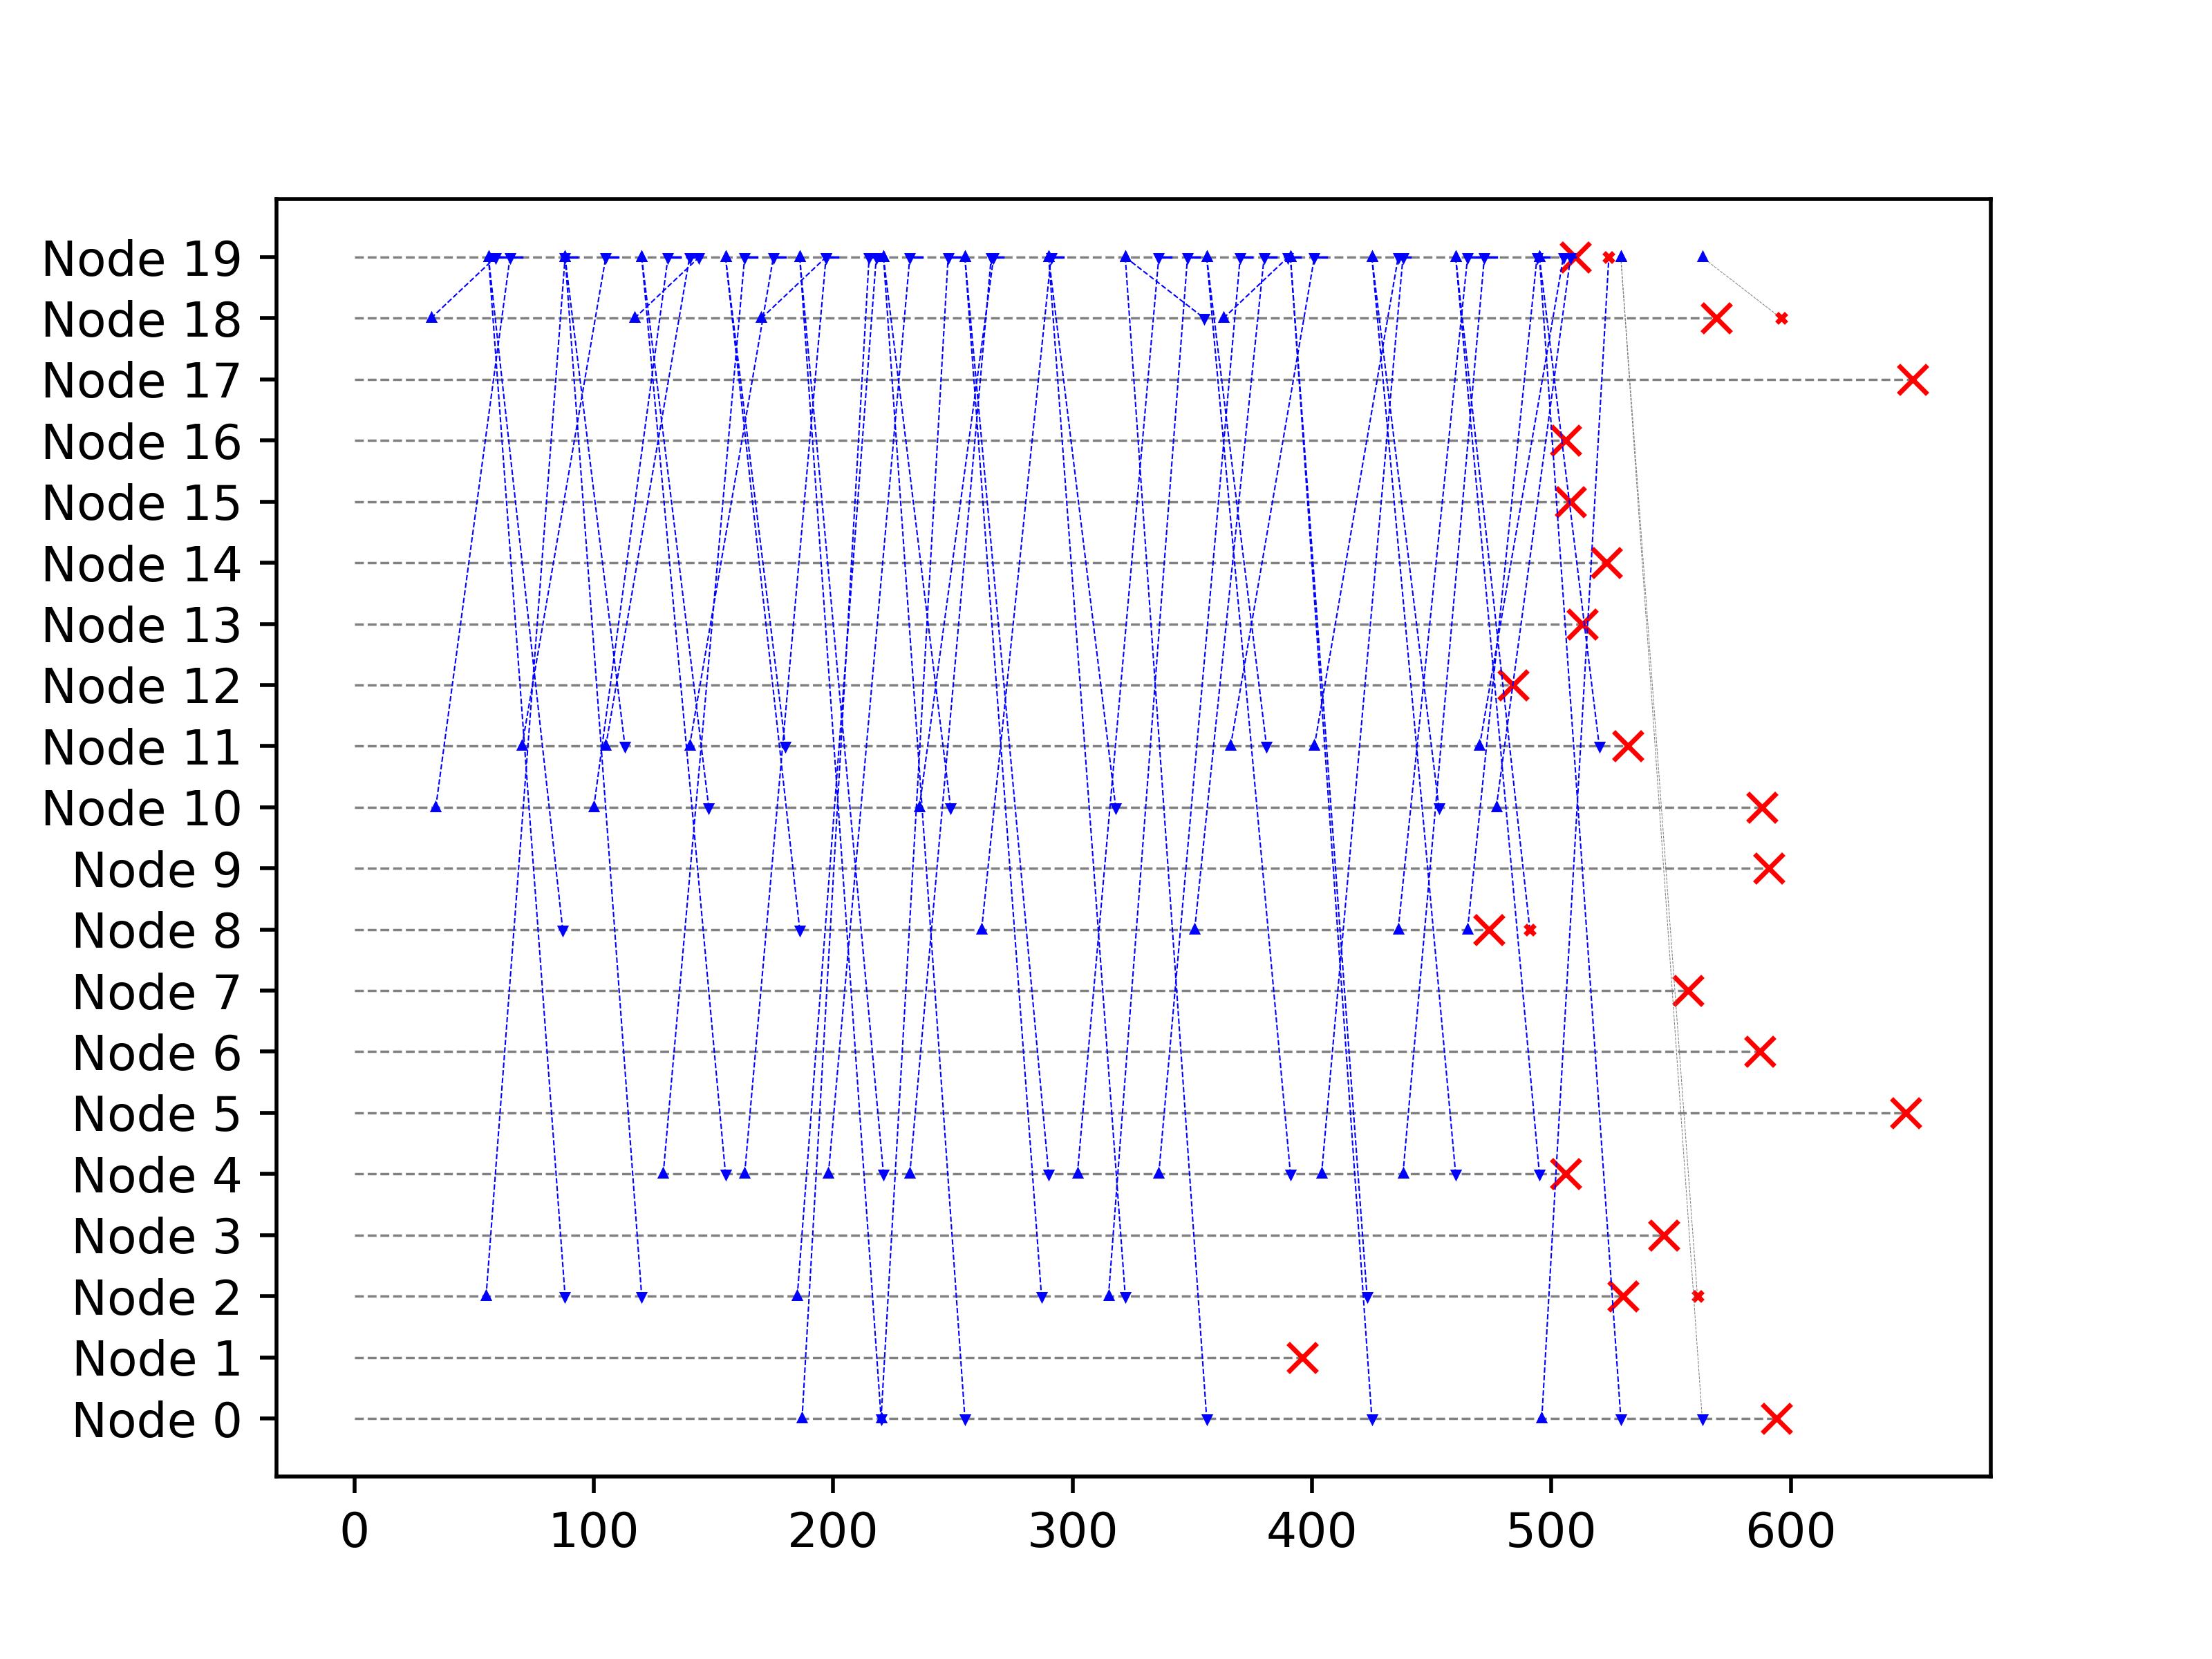 Node 19
Node 18
Node 17
Node 16
Node 15
Node 14
Node 13
Node 12
Node 11
Node 10
Node 9
Node 8
Node 7
Node 6
Node 5
Node 4
Node 3
Node 2
Node 1
Node 0
0 100 200 300 400 500 600